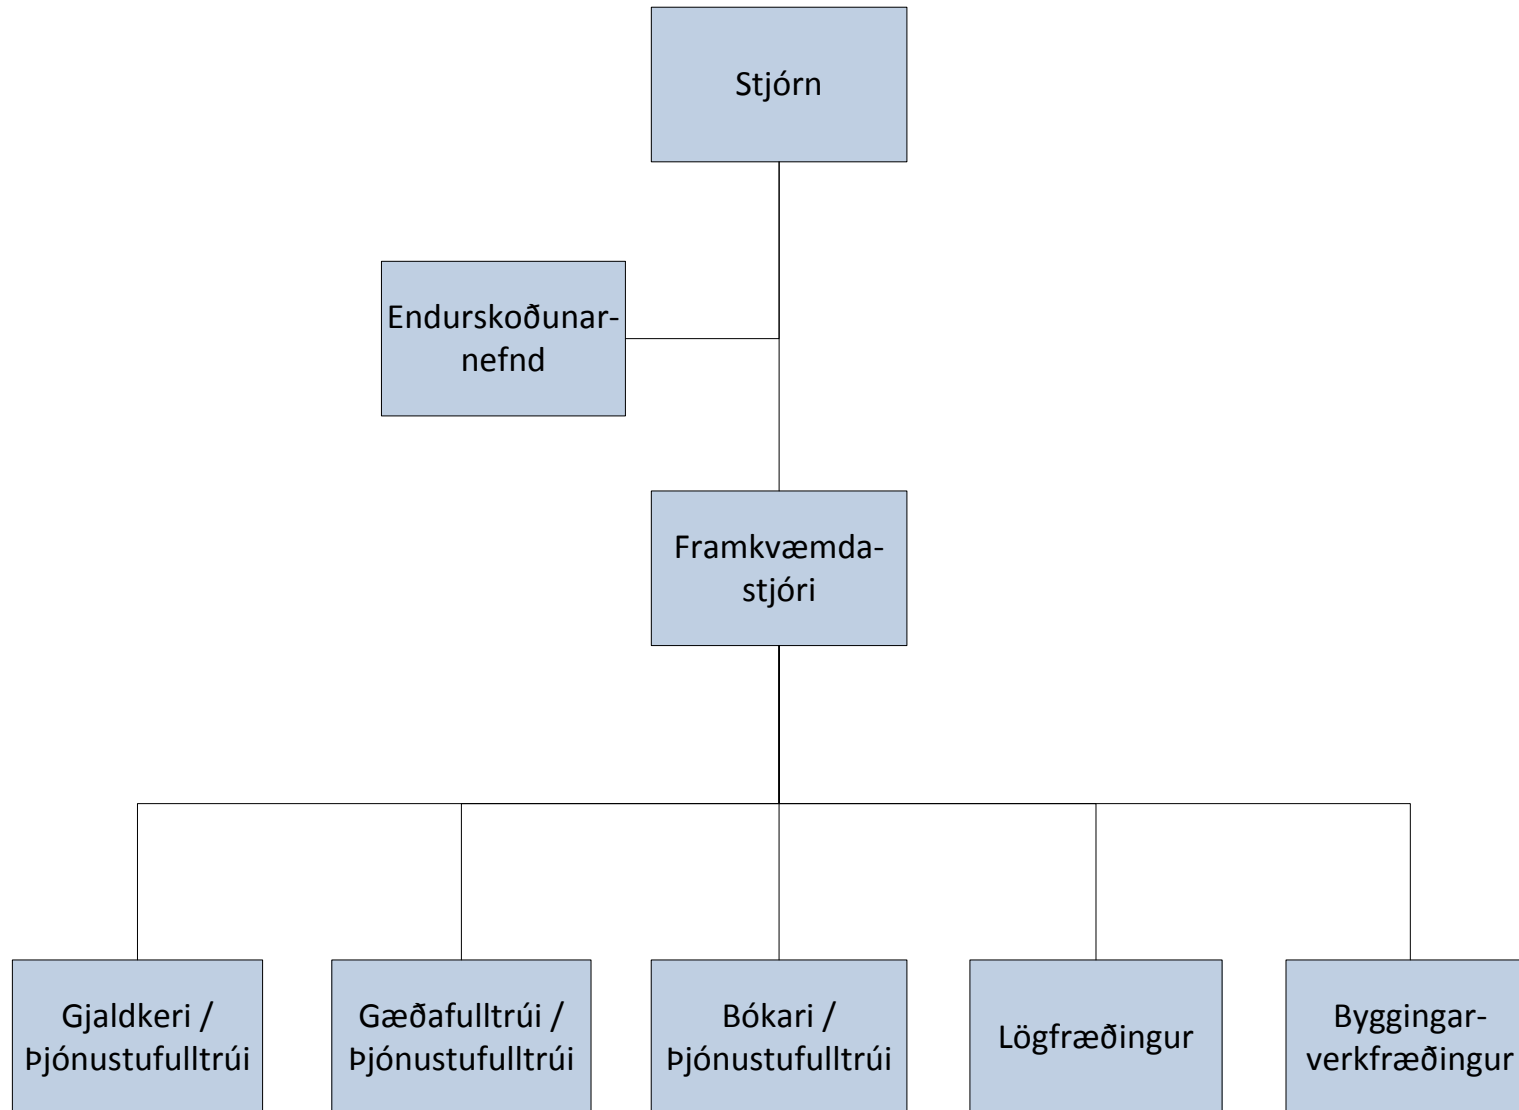 Stjórn
Endurskoðunar-
nefnd
Framkvæmda-
stjóri
Gjaldkeri /
Þjónustufulltrúi
Gæðafulltrúi /
Þjónustufulltrúi
Bókari /
Þjónustufulltrúi
Lögfræðingur
Byggingar-
verkfræðingur